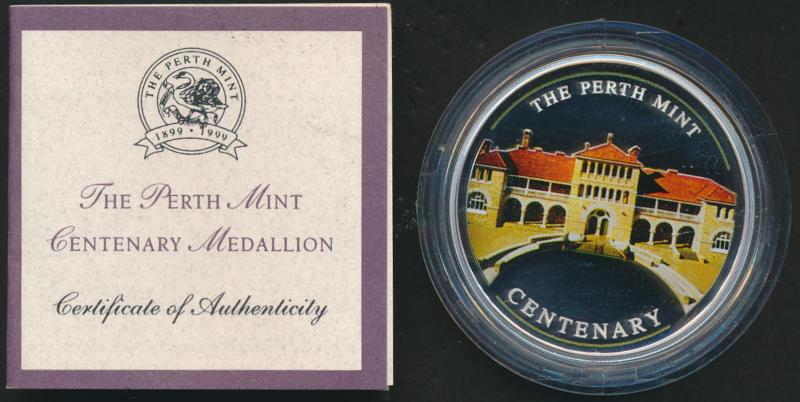 THE PERTH MINT
1899 • 1999
THE PERTH MINT
CENTENARY MEDALLION
Certificate of Authenticity
THE PERTH MINT
CENTENARY